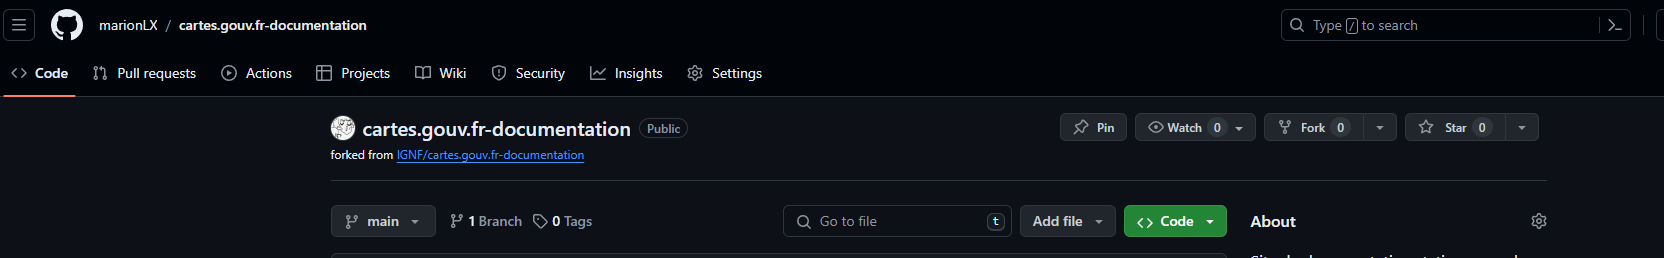 marionLX / cartes.gouv.fr-documentation
Type / to search
Code Pull requests Actions Projects Wiki Security Insights Settings
cartes.gouv.fr-documentation Public
Pin Watch 0 Fork 0 Star 0
forked from IGNF/cartes.gouv.fr-documentation
main 1 Branch 0 Tags Go to file t Add file Code About